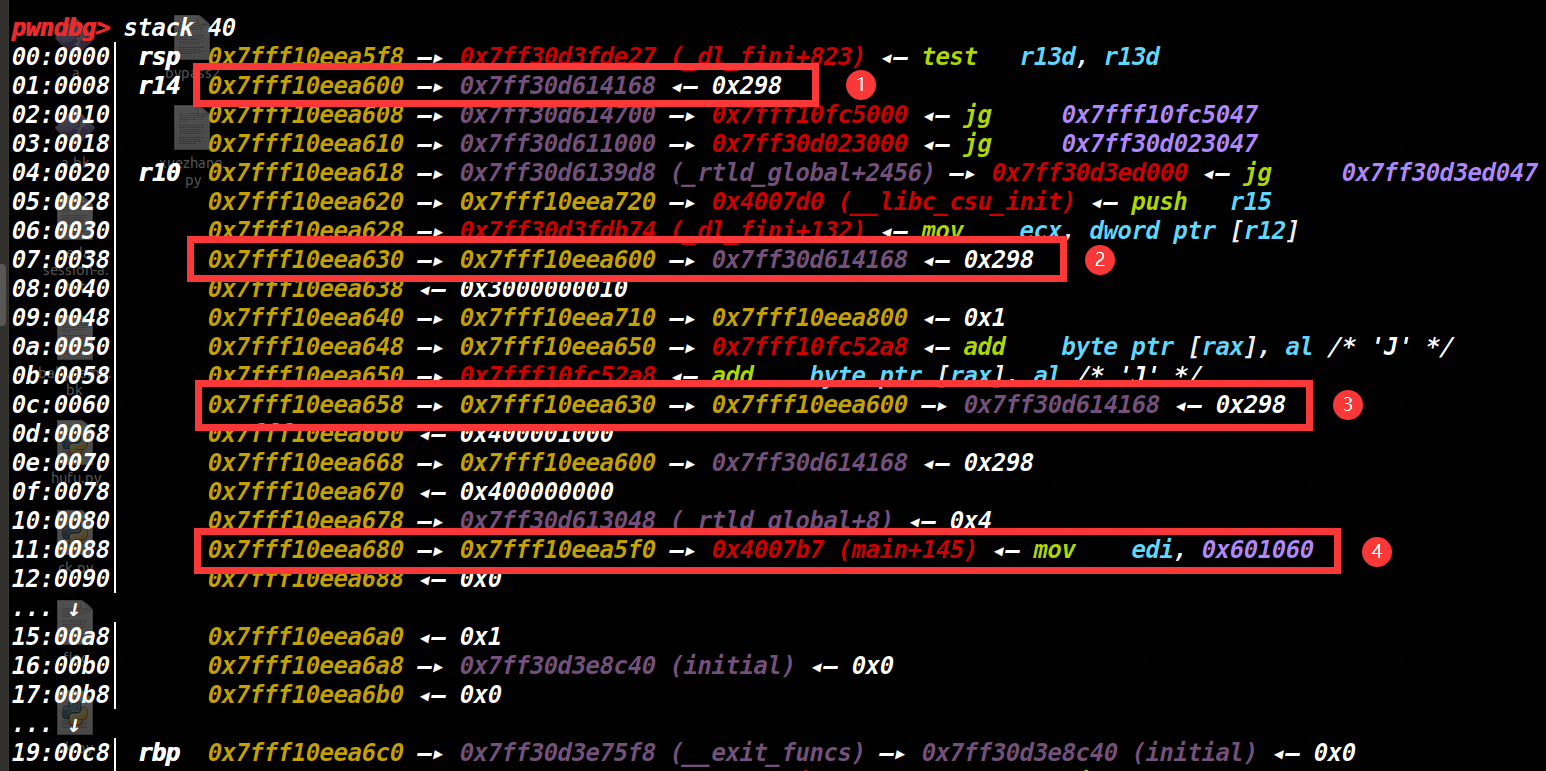 pwndbg> stack 40
00:0000│ rsp 0x7fff10eea5f8 —▸ 0x7ff30d3fde27 (_dl_fini+823) ◂— test r13d, r13d
01:0008│ r14 0x7fff10eea600 —▸ 0x7ff30d614168 ◂— 0x298 1
02:0010│ 0x7fff10eea608 —▸ 0x7ff30d614700 —▸ 0x7fff10fc5000 ◂— jg 0x7fff10fc5047
03:0018│ 0x7fff10eea610 —▸ 0x7ff30d611000 —▸ 0x7ff30d023000 ◂— jg 0x7ff30d023047
04:0020│ r10 0x7fff10eea618 —▸ 0x7ff30d6139d8 (_rtld_global+2456) —▸ 0x7ff30d3ed000 ◂— jg 0x7ff30d3ed047
05:0028│ 0x7fff10eea620 —▸ 0x7fff10eea720 —▸ 0x4007d0 (__libc_csu_init) ◂— push r15
06:0030│ 0x7fff10eea628 —▸ 0x7ff30d3fdb74 (_dl_fini+132) ◂— mov ecx, dword ptr [r12]
07:0038│ 0x7fff10eea630 —▸ 0x7fff10eea600 —▸ 0x7ff30d614168 ◂— 0x298 2
08:0040│ 0x7fff10eea638 ◂— 0x3000000010
09:0048│ 0x7fff10eea640 —▸ 0x7fff10eea710 —▸ 0x7fff10eea800 ◂— 0x1
0a:0050│ 0x7fff10eea648 —▸ 0x7fff10eea650 —▸ 0x7fff10fc52a8 ◂— add byte ptr [rax], al /* 'J' */
0b:0058│ 0x7fff10eea650 —▸ 0x7fff10fc52a8 ◂— add byte ptr [rax], al /* 'J' */
0c:0060│ 0x7fff10eea658 —▸ 0x7fff10eea630 —▸ 0x7fff10eea600 —▸ 0x7ff30d614168 ◂— 0x298 3
0d:0068│ 0x7fff10eea660 ◂— 0x400001000
0e:0070│ 0x7fff10eea668 —▸ 0x7fff10eea600 —▸ 0x7ff30d614168 ◂— 0x298
0f:0078│ 0x7fff10eea670 ◂— 0x400000000
10:0080│ 0x7fff10eea678 —▸ 0x7ff30d613048 (_rtld_global+8) ◂— 0x4
11:0088│ 0x7fff10eea680 —▸ 0x7fff10eea5f0 —▸ 0x4007b7 (main+145) ◂— mov edi, 0x601060 4
12:0090│ 0x7fff10eea688 ◂— 0x0
... ↓
15:00a8│ 0x7fff10eea6a0 ◂— 0x1
16:00b0│ 0x7fff10eea6a8 —▸ 0x7ff30d3e8c40 (initial) ◂— 0x0
17:00b8│ 0x7fff10eea6b0 ◂— 0x0
... ↓
19:00c8│ rbp 0x7fff10eea6c0 —▸ 0x7ff30d3e75f8 (__exit_funcs) —▸ 0x7ff30d3e8c40 (initial) ◂— 0x0